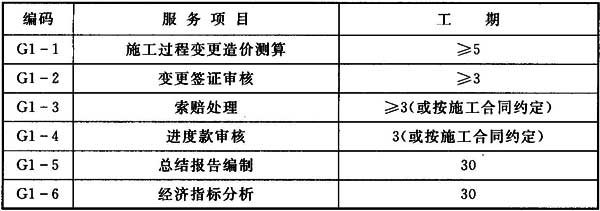 编码 服务项目 工期
G1-1 施工过程变更造价测算 ≥5
G1-2 变更签证审核 ≥3
G1-3 索赔处理 ≥3(或按施工合同约定)
G1-4 进度款审核 3(或按施工合同约定)
G1-5 总结报告编制 30
G1-6 经济指标分析 30